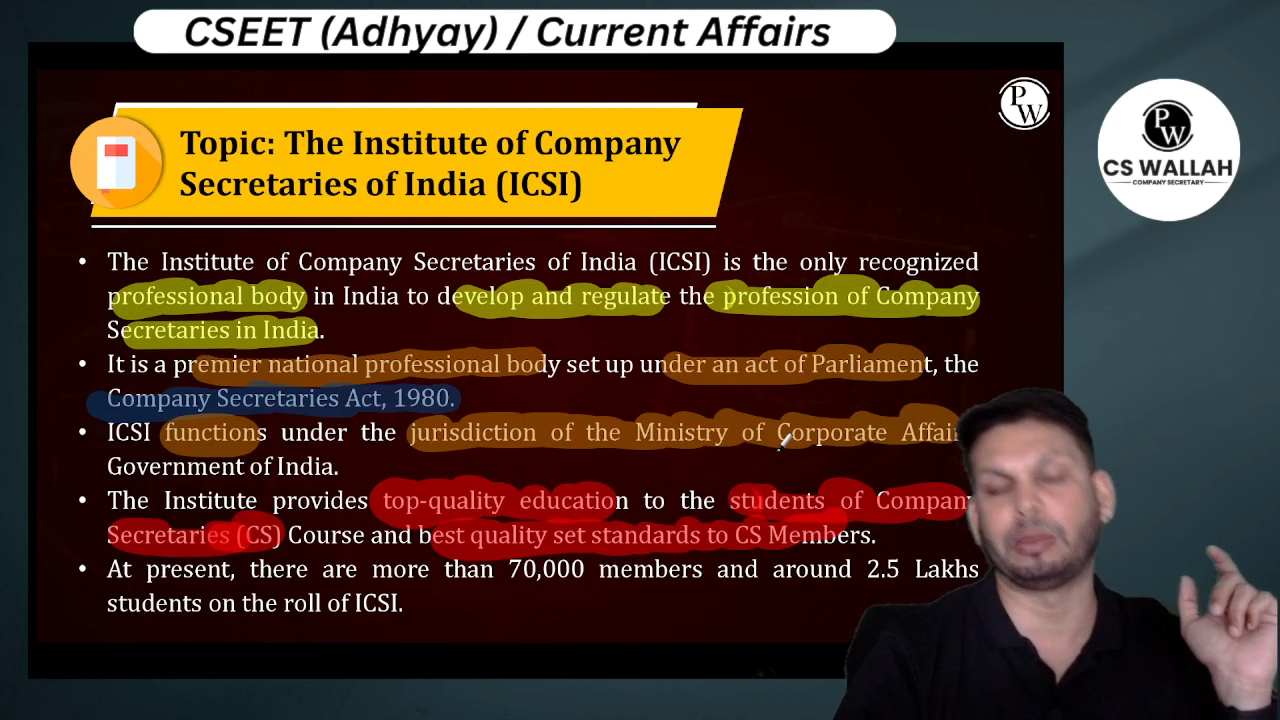 CSEET (Adhyay) / Current Affairs
PW
PW
CS WALLAH
COMPANY SECRETARY
Topic: The Institute of Company
Secretaries of India (ICSI)
• The Institute of Company Secretaries of India (ICSI) is the only recognized
professional body in India to develop and regulate the profession of Company
Secretaries in India.
• It is a premier national professional body set up under an act of Parliament, the
Company Secretaries Act, 1980.
• ICSI functions under the jurisdiction of the Ministry of Corporate Affair
Government of India.
• The Institute provides top-quality education to the students of Company
Secretaries (CS) Course and best quality set standards to CS Members.
• At present, there are more than 70,000 members and around 2.5 Lakhs
students on the roll of ICSI.